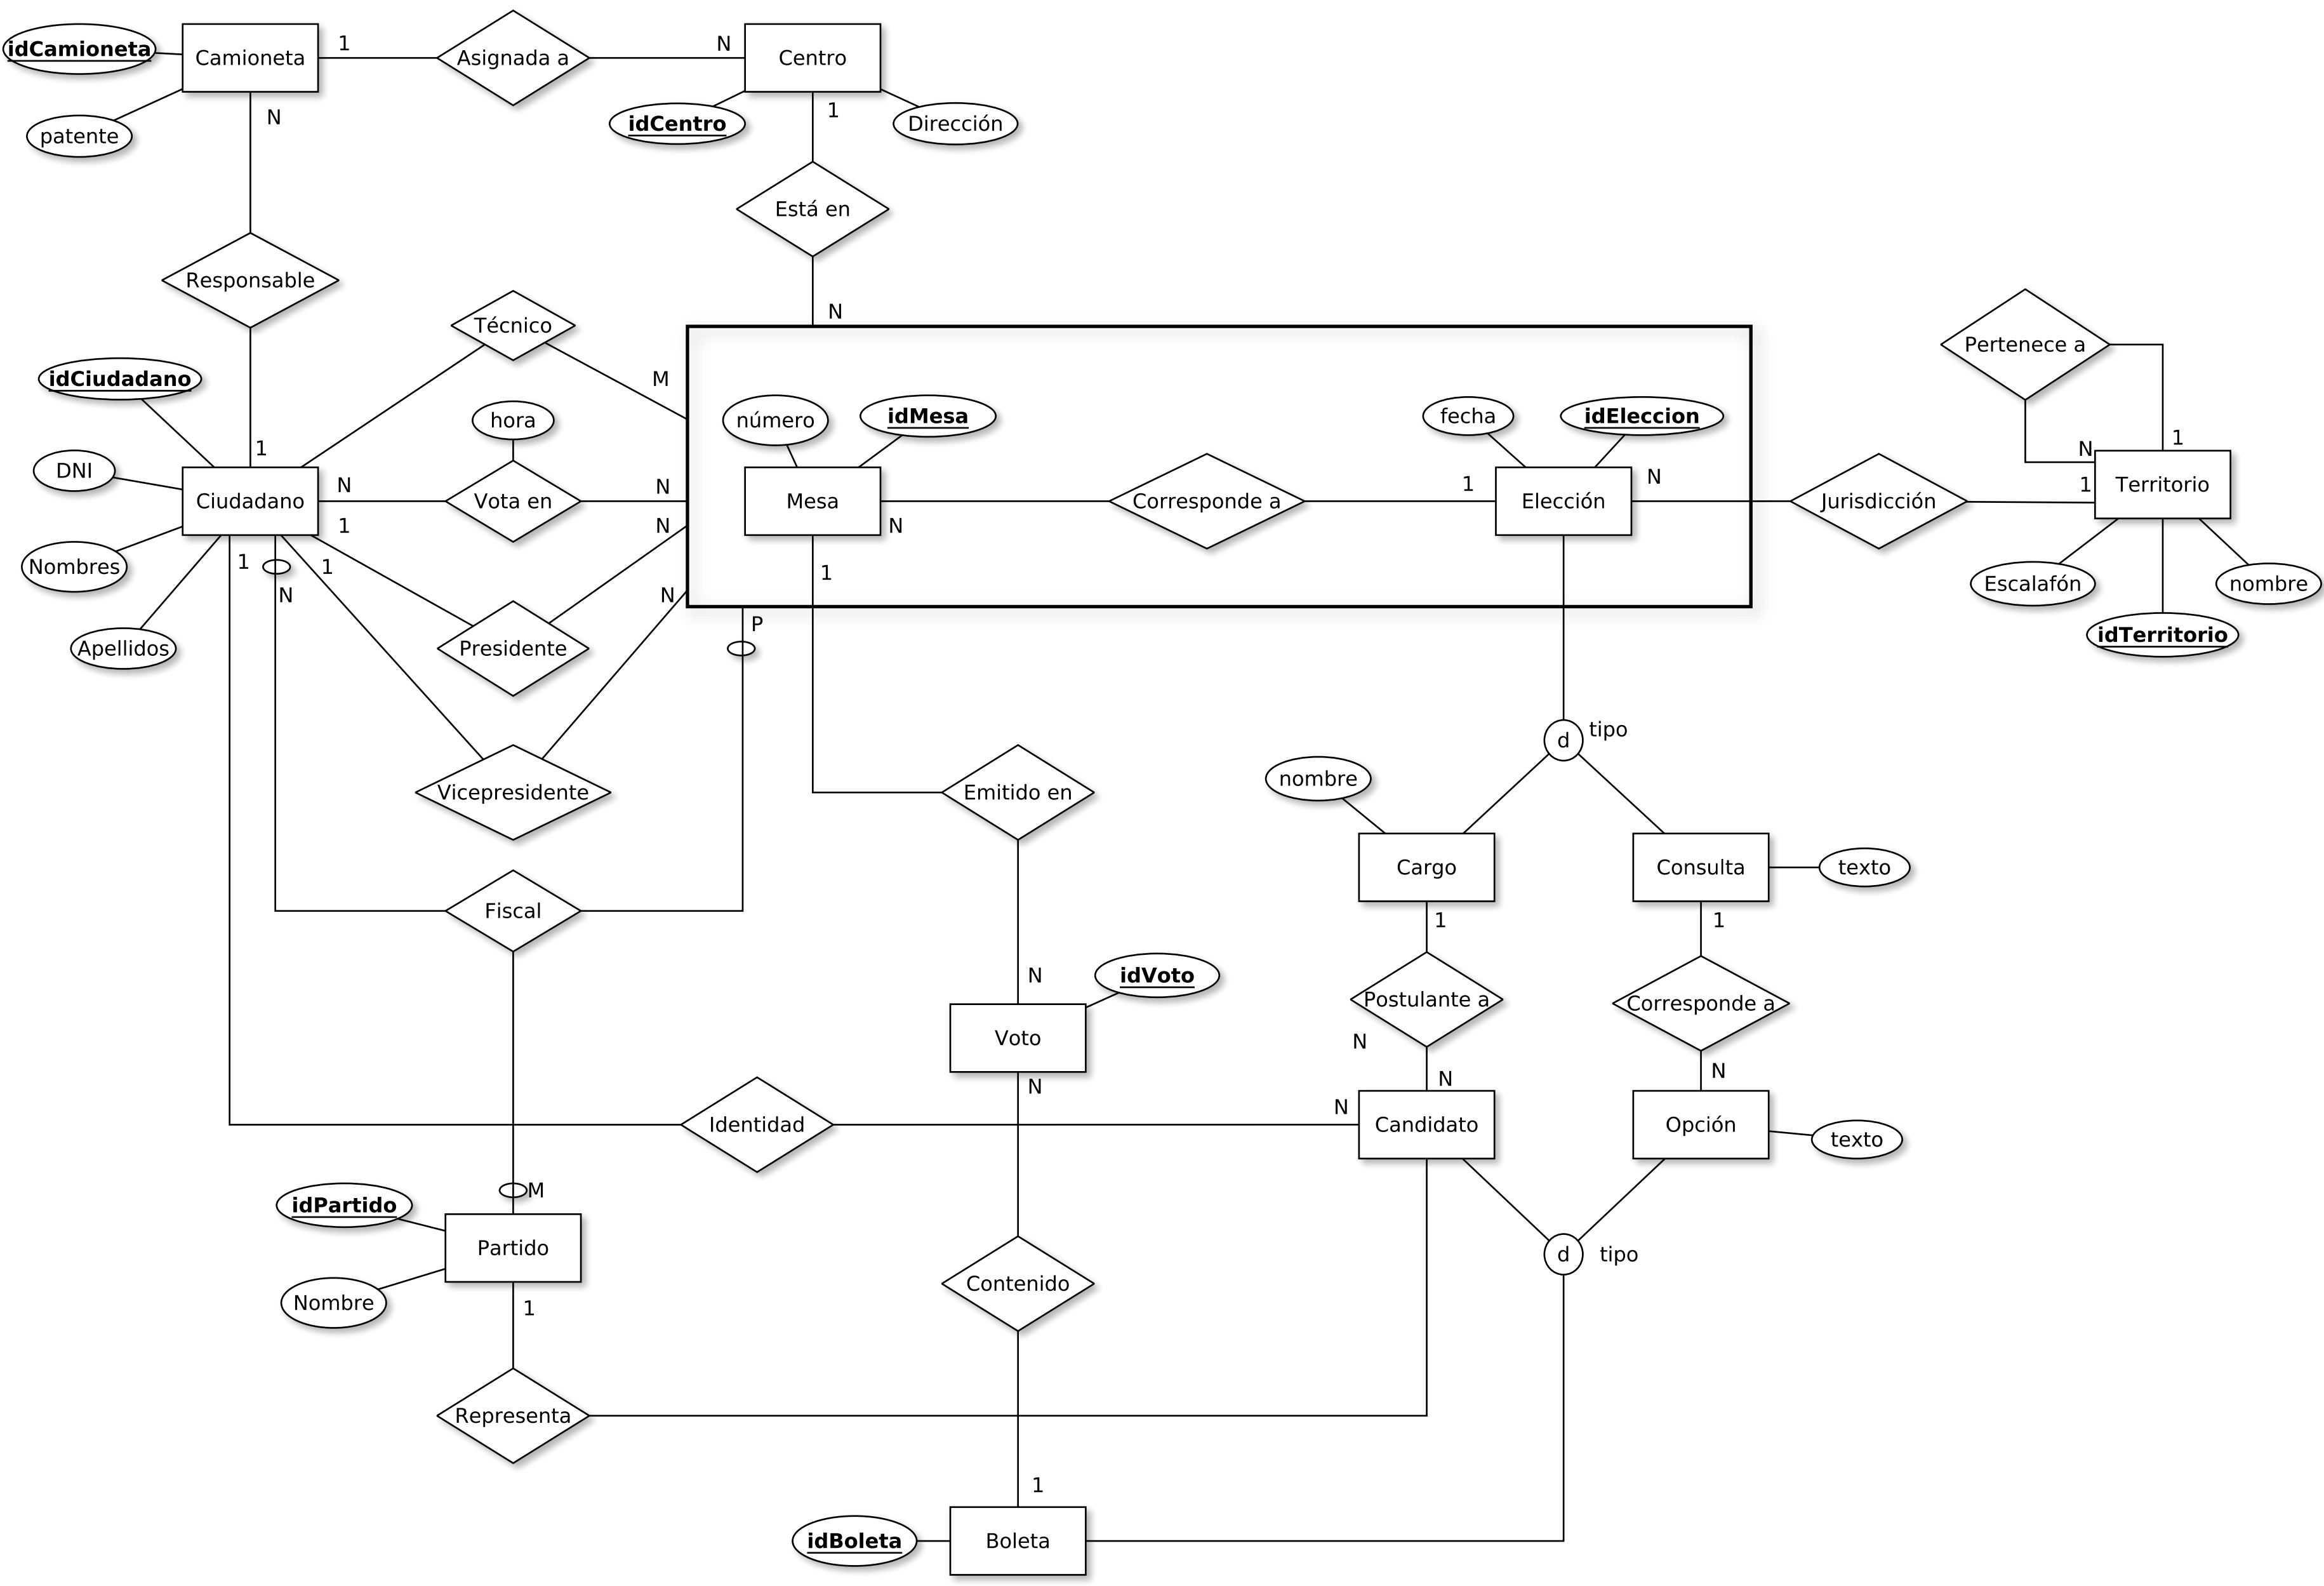 idCamioneta
Camioneta
1
Asignada a
N
Centro
patente
N
idCentro
1
Dirección
Está en
Responsable
N
Técnico
Pertenece a
idCiudadano
M
hora
número
idMesa
fecha
idEleccion
1
N
1
DNI
Ciudadano
N
Vota en
N
Mesa
Corresponde a
1
Elección
N
Jurisdicción
1
Territorio
1
N
N
Nombres
1
1
N
N
1
Escalafón
nombre
Apellidos
Presidente
P
idTerritorio
tipo
d
Vicepresidente
Emitido en
nombre
Cargo
Consulta
texto
Fiscal
1
1
N
idVoto
Postulante a
Corresponde a
Voto
N
N
N
N
Identidad
N
Candidato
Opción
texto
M
idPartido
Partido
d
tipo
Contenido
Nombre
1
Representa
1
idBoleta
Boleta